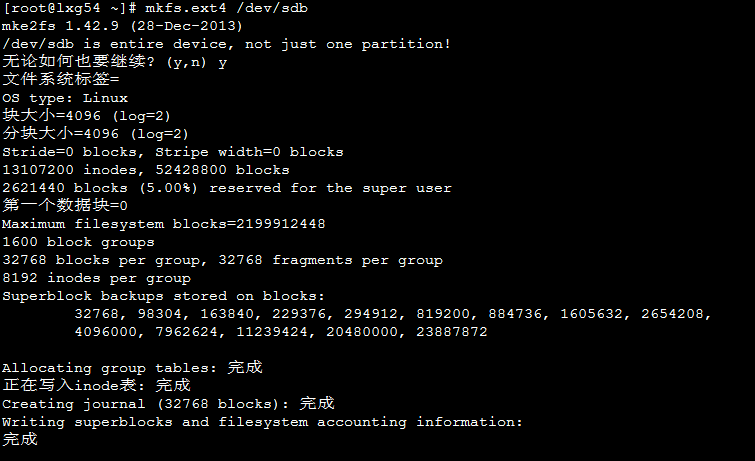 [root@lxg54 ~]# mkfs.ext4 /dev/sdb
mke2fs 1.42.9 (28-Dec-2013)
/dev/sdb is entire device, not just one partition!
无论如何也要继续? (y,n) y
文件系统标签=
OS type: Linux
块大小=4096 (log=2)
分块大小=4096 (log=2)
Stride=0 blocks, Stripe width=0 blocks
13107200 inodes, 52428800 blocks
2621440 blocks (5.00%) reserved for the super user
第一个数据块=0
Maximum filesystem blocks=2199912448
1600 block groups
32768 blocks per group, 32768 fragments per group
8192 inodes per group
Superblock backups stored on blocks:
32768, 98304, 163840, 229376, 294912, 819200, 884736, 1605632, 2654208,
4096000, 7962624, 11239424, 20480000, 23887872
Allocating group tables: 完成
正在写入inode表: 完成
Creating journal (32768 blocks): 完成
Writing superblocks and filesystem accounting information:
完成